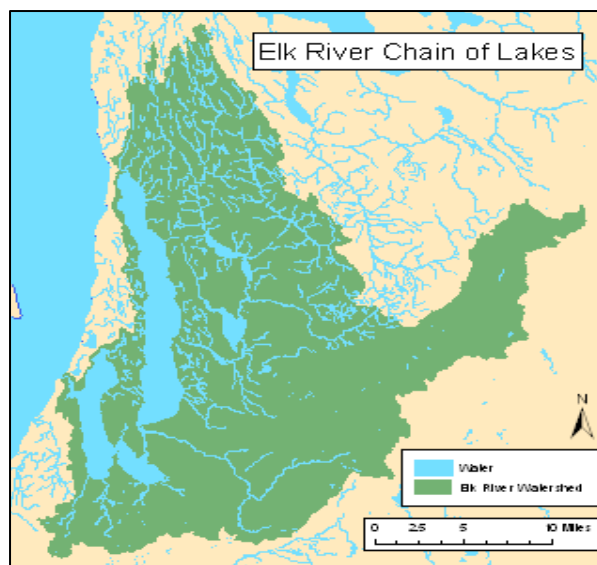 Elk River Chain of Lakes
N
Water
Elk River Watershed
0 2.5 5 10 Miles